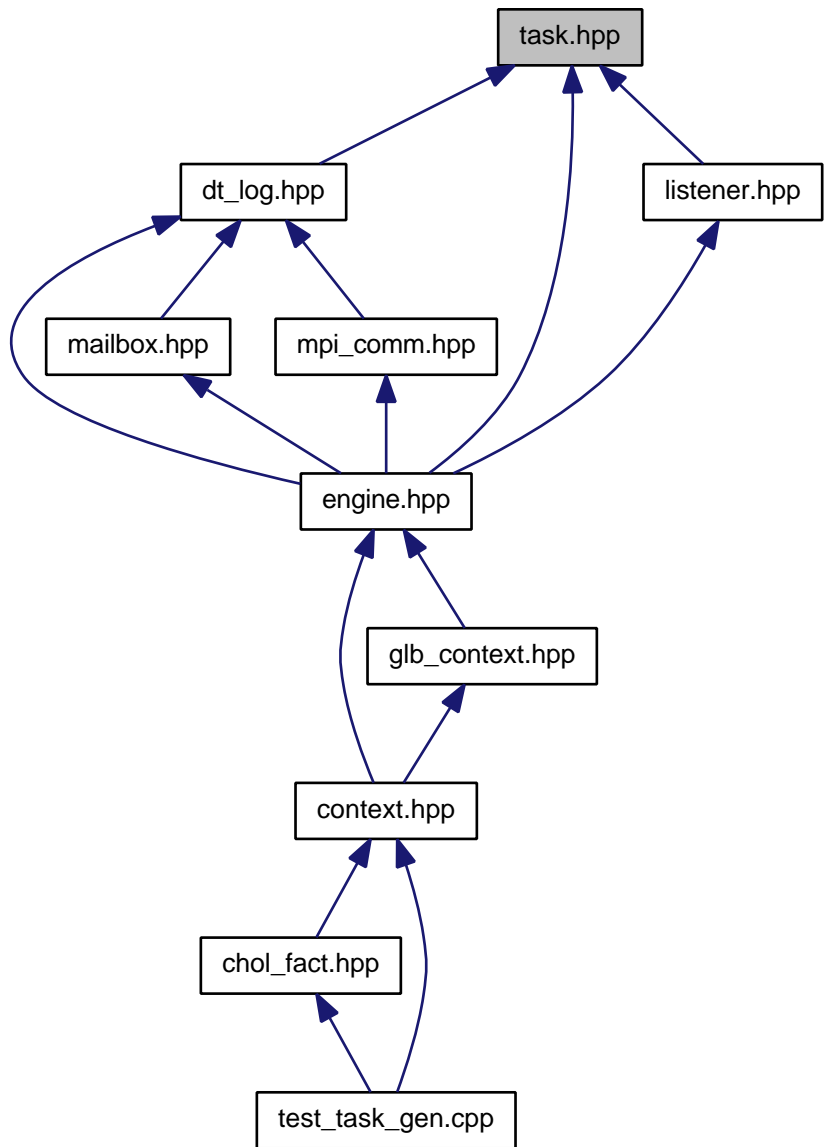 task.hpp
dt_log.hpp
listener.hpp
mailbox.hpp
mpi_comm.hpp
engine.hpp
glb_context.hpp
context.hpp
chol_fact.hpp
test_task_gen.cpp